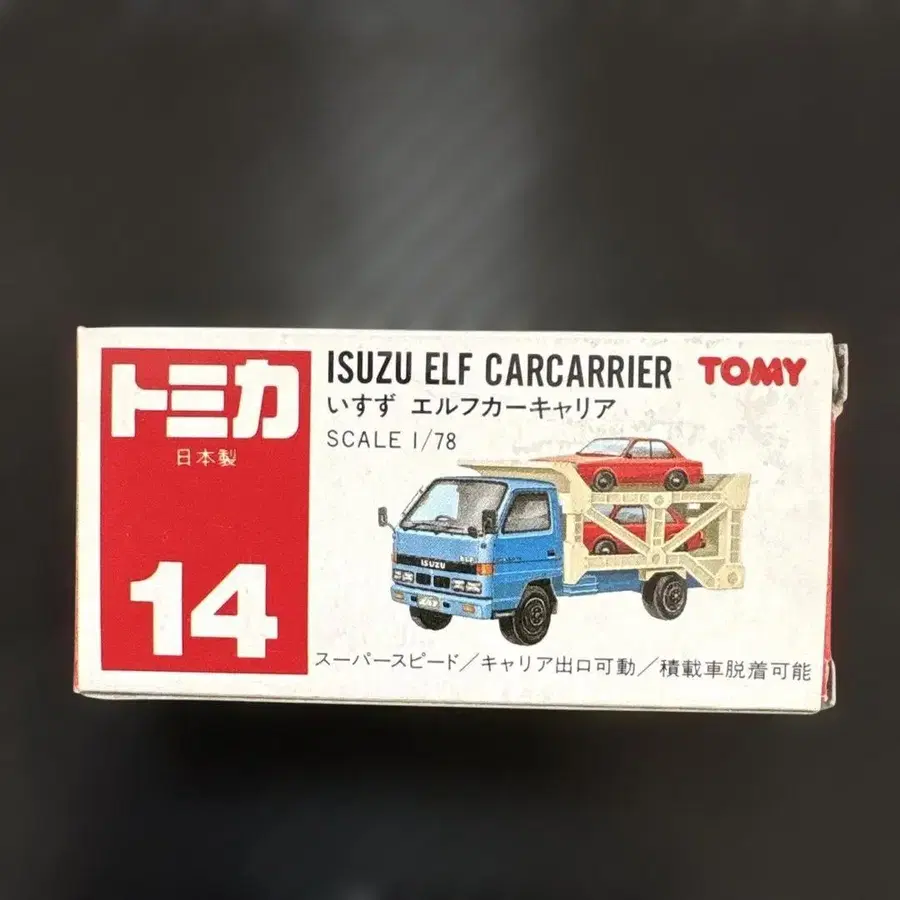 トミカ
日本製
14
ISUZU ELF CARCARRIER
TOMY
いすず エルフカーキャリア
SCALE 1/78
ISUZU
スーパースピード/キャリア出口可動/積載車脱着可能